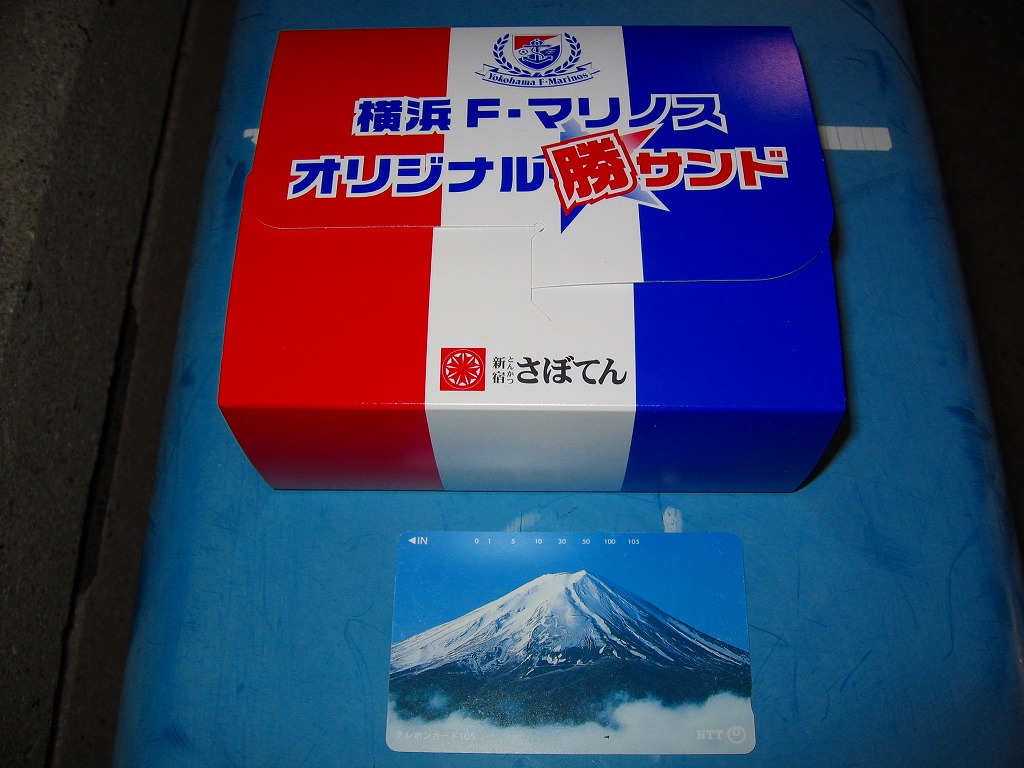 Yokohama F·Marinos
横浜F・マリノス
オリジナル勝サンド
新宿
とんかつ
さぼてん
◀IN 0 1 5 10 30 50 100 105
テレホンカード105
NTT